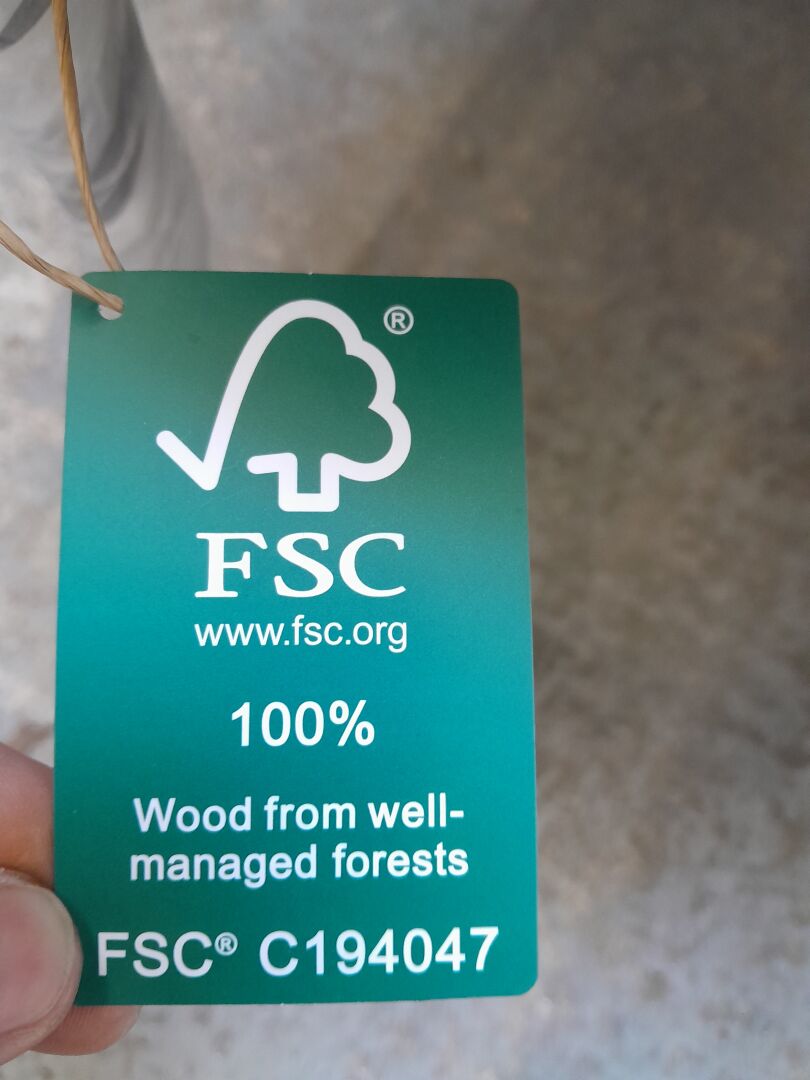 ®
FSC
www.fsc.org
100%
Wood from well-
managed forests
FSC® C194047